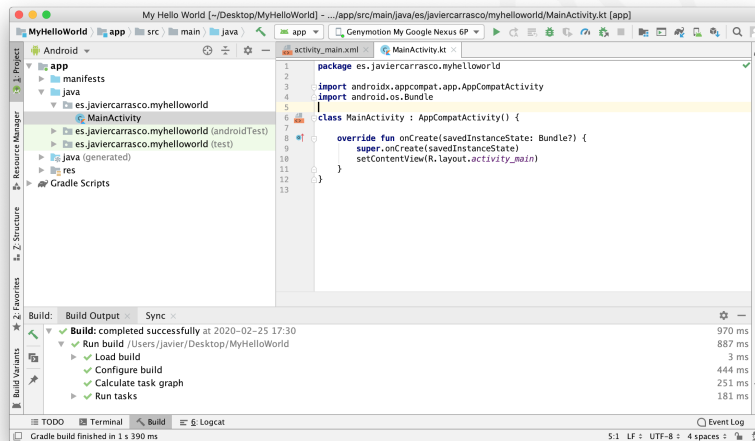 My Hello World [~/Desktop/MyHelloWorld] - .../app/src/main/java/es/javiercarrasco/myhelloworld/MainActivity.kt [app]
MyHelloWorld app src main java app Genymotion My Google Nexus 6P
1: Project
Resource Manager
Z: Structure
2: Favorites
Build Variants
Android
app
manifests
java
es.javiercarrasco.myhelloworld
MainActivity
es.javiercarrasco.myhelloworld (androidTest)
es.javiercarrasco.myhelloworld (test)
java (generated)
res
Gradle Scripts
activity_main.xml MainActivity.kt
1 package es.javiercarrasco.myhelloworld
2
3 import androidx.appcompat.app.AppCompatActivity
4 import android.os.Bundle
5
6 class MainActivity : AppCompatActivity() {
7
8 override fun onCreate(savedInstanceState: Bundle?) {
9 super.onCreate(savedInstanceState)
10 setContentView(R.layout.activity_main)
11 }
12 }
13
Build: Build Output Sync
Build: completed successfully at 2020-02-25 17:30 970 ms
Run build /Users/javier/Desktop/MyHelloWorld 887 ms
Load build 3 ms
Configure build 444 ms
Calculate task graph 251 ms
Run tasks 181 ms
TODO Terminal Build 6: Logcat Event Log
Gradle build finished in 1 s 390 ms 5:1 LF UTF-8 4 spaces